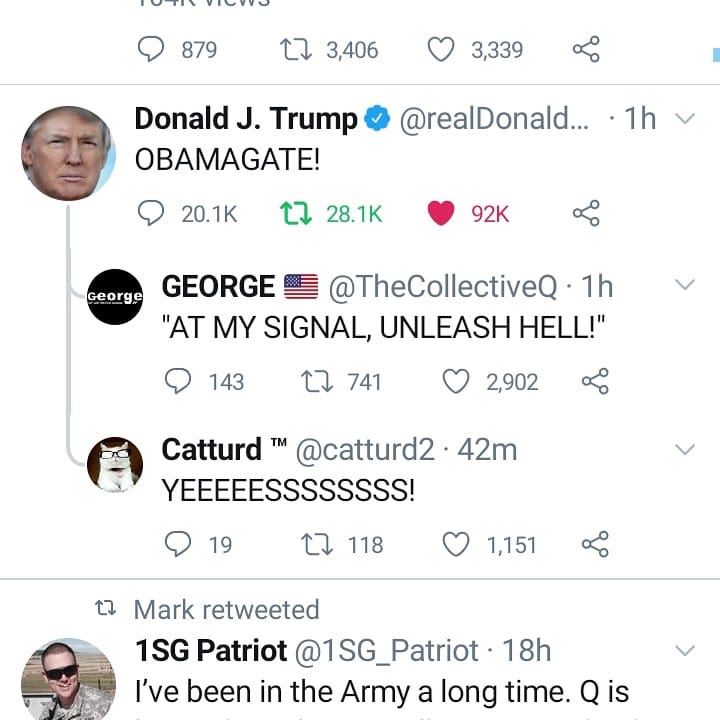 879 3,406 3,339
Donald J. Trump @realDonald... · 1h
OBAMAGATE!
20.1K 28.1K 92K
George
GEORGE 🇺🇸 @TheCollectiveQ · 1h
"AT MY SIGNAL, UNLEASH HELL!"
143 741 2,902
Catturd ™ @catturd2 · 42m
YEEEEESSSSSSSS!
19 118 1,151
Mark retweeted
1SG Patriot @1SG_Patriot · 18h
I've been in the Army a long time. Q is